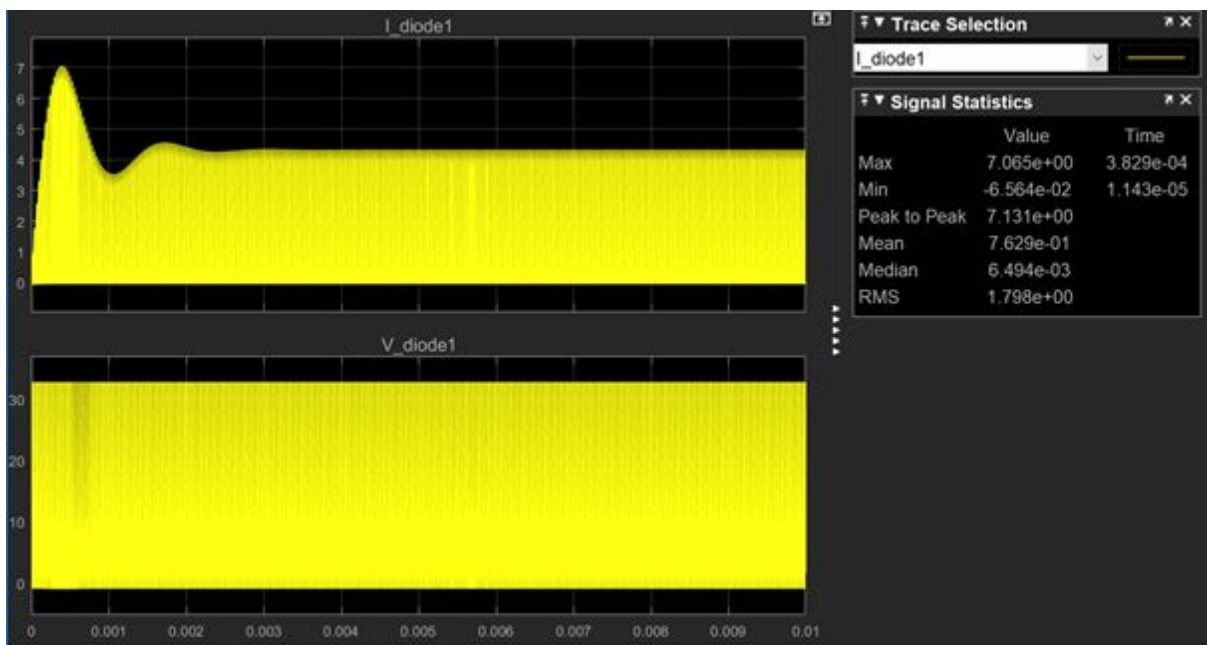 I_diode1
7
6
5
4
3
2
1
0
V_diode1
30
20
10
0
0 0.001 0.002 0.003 0.004 0.005 0.006 0.007 0.008 0.009 0.01
Trace Selection
I_diode1
Signal Statistics
Value Time
Max 7.065e+00 3.829e-04
Min -6.564e-02 1.143e-05
Peak to Peak 7.131e+00
Mean 7.629e-01
Median 6.494e-03
RMS 1.798e+00